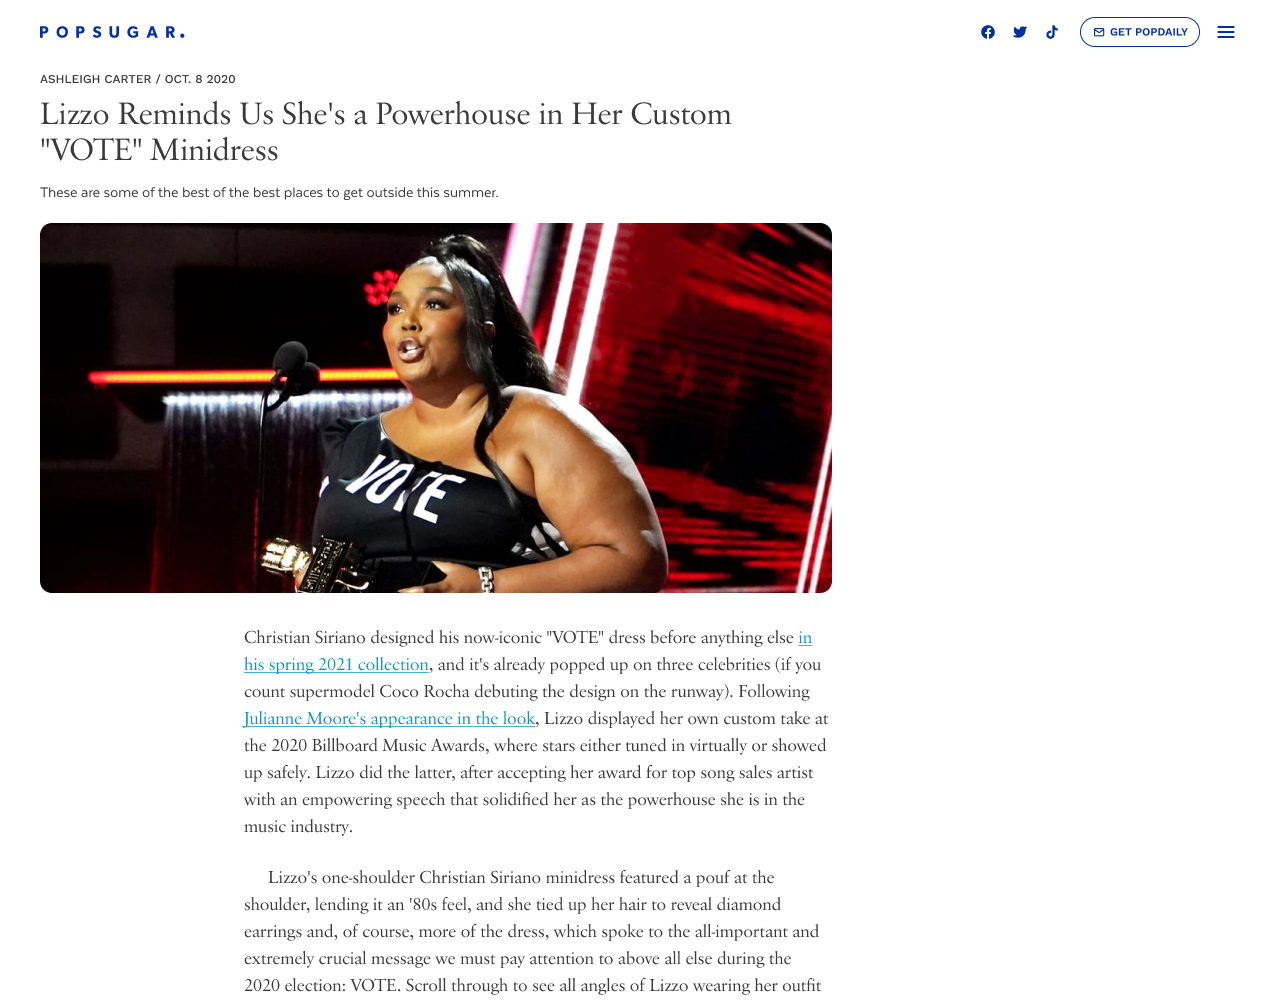 POPSUGAR.
GET POPDAILY
ASHLEIGH CARTER / OCT. 8 2020
Lizzo Reminds Us She's a Powerhouse in Her Custom
"VOTE" Minidress
These are some of the best of the best places to get outside this summer.
VOTE
Christian Siriano designed his now-iconic "VOTE" dress before anything else in
his spring 2021 collection, and it's already popped up on three celebrities (if you
count supermodel Coco Rocha debuting the design on the runway). Following
Julianne Moore's appearance in the look, Lizzo displayed her own custom take at
the 2020 Billboard Music Awards, where stars either tuned in virtually or showed
up safely. Lizzo did the latter, after accepting her award for top song sales artist
with an empowering speech that solidified her as the powerhouse she is in the
music industry.
Lizzo's one-shoulder Christian Siriano minidress featured a pouf at the
shoulder, lending it an '80s feel, and she tied up her hair to reveal diamond
earrings and, of course, more of the dress, which spoke to the all-important and
extremely crucial message we must pay attention to above all else during the
2020 election: VOTE. Scroll through to see all angles of Lizzo wearing her outfit